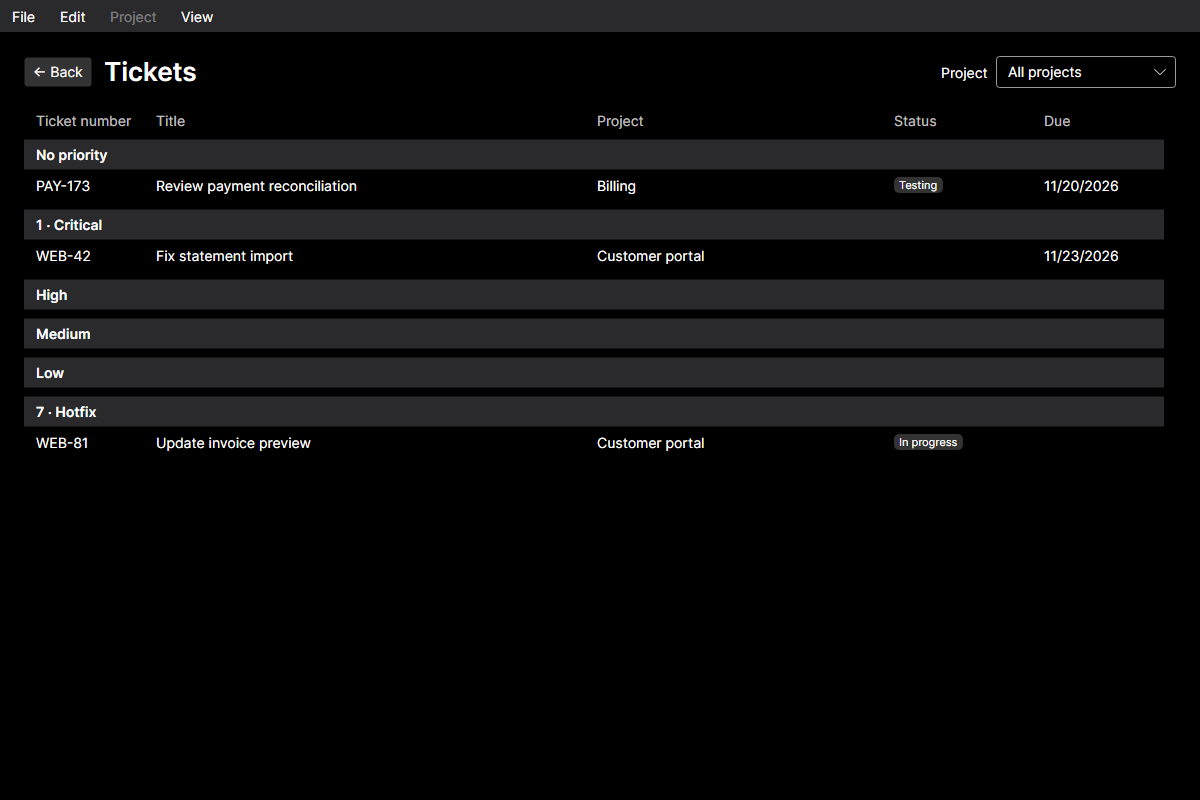 File Edit Project View
← Back Tickets Project All projects
Ticket number Title Project Status Due
No priority
PAY-173 Review payment reconciliation Billing Testing 11/20/2026
1 · Critical
WEB-42 Fix statement import Customer portal 11/23/2026
High
Medium
Low
7 · Hotfix
WEB-81 Update invoice preview Customer portal In progress